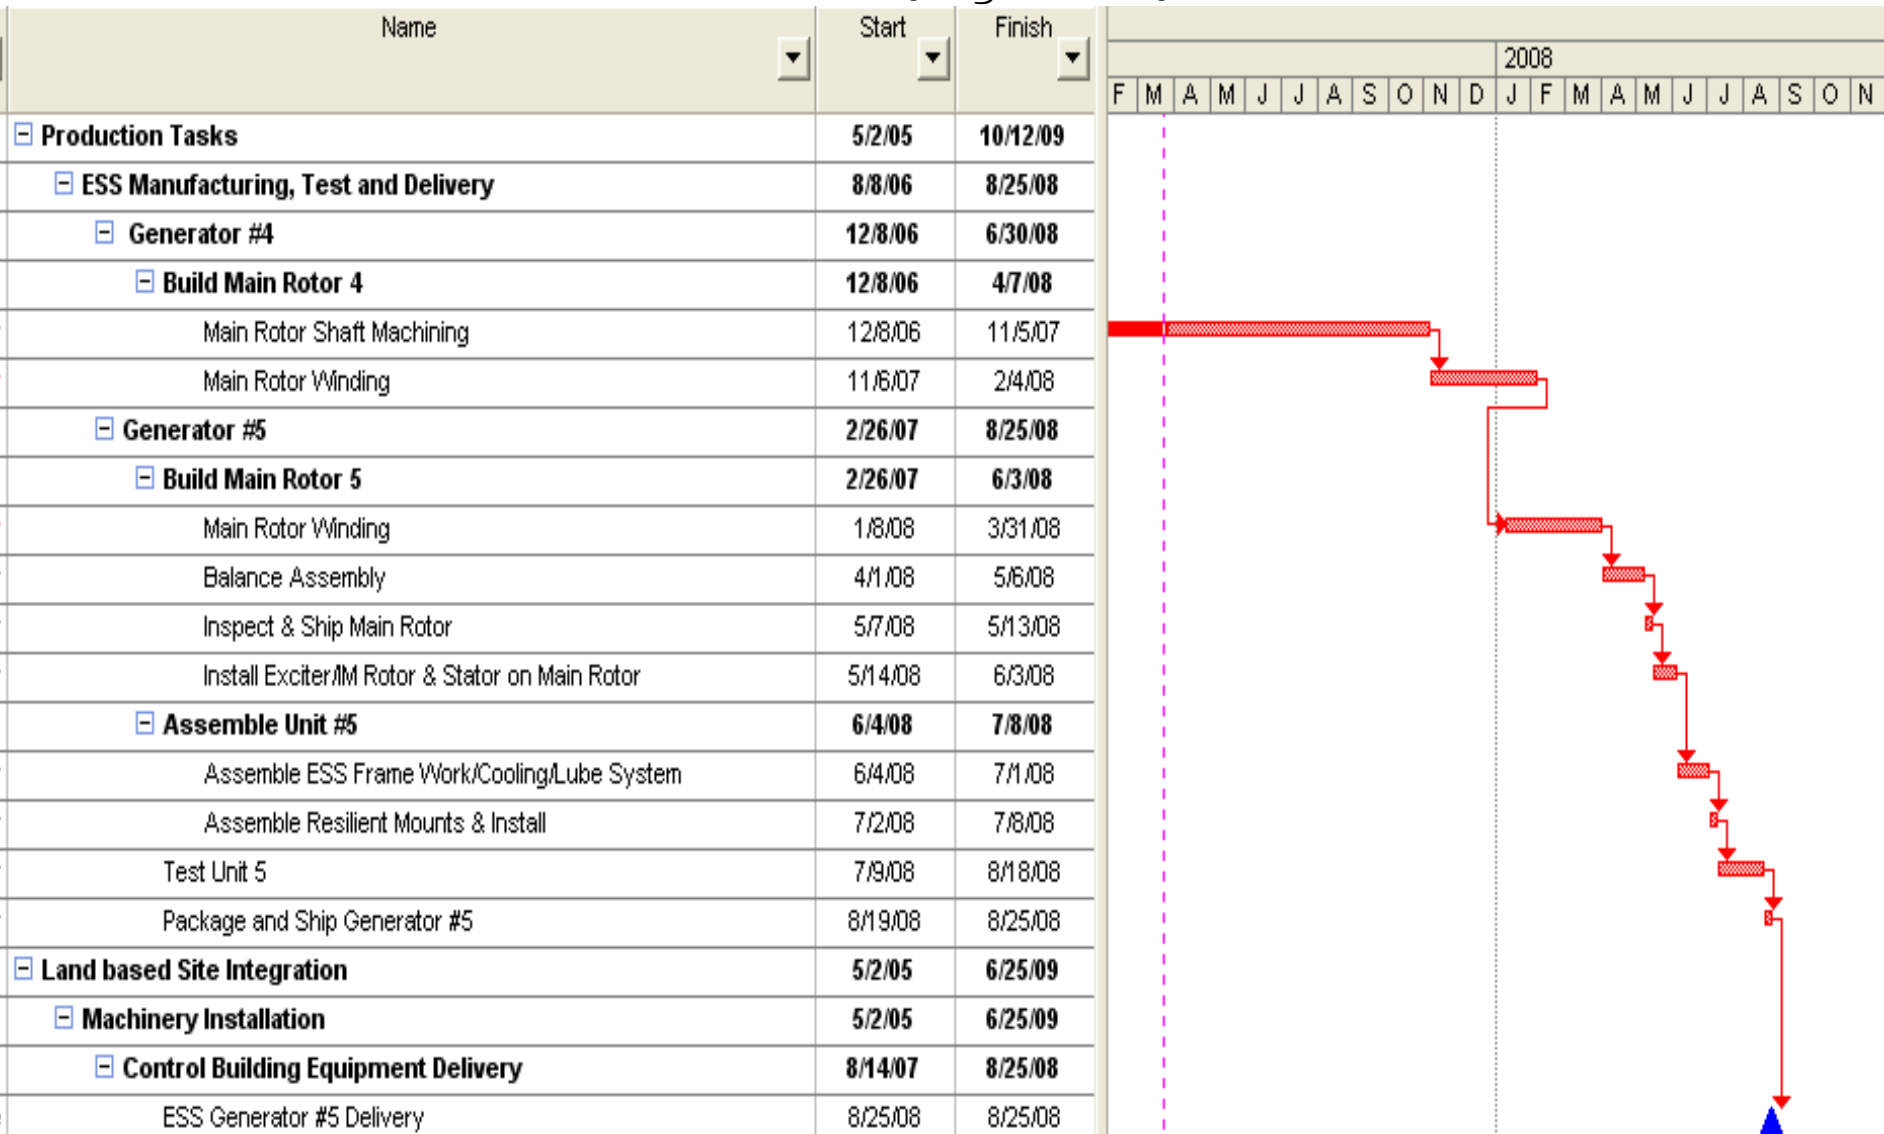 Name Start Finish
2008
F M A M J J A S O N D J F M A M J J A S O N
Production Tasks 5/2/05 10/12/09
ESS Manufacturing, Test and Delivery 8/8/06 8/25/08
Generator #4 12/8/06 6/30/08
Build Main Rotor 4 12/8/06 4/7/08
Main Rotor Shaft Machining 12/8/06 11/5/07
Main Rotor Winding 11/6/07 2/4/08
Generator #5 2/26/07 8/25/08
Build Main Rotor 5 2/26/07 6/3/08
Main Rotor Winding 1/8/08 3/31/08
Balance Assembly 4/1/08 5/6/08
Inspect & Ship Main Rotor 5/7/08 5/13/08
Install Exciter/IM Rotor & Stator on Main Rotor 5/14/08 6/3/08
Assemble Unit #5 6/4/08 7/8/08
Assemble ESS Frame Work/Cooling/Lube System 6/4/08 7/1/08
Assemble Resilient Mounts & Install 7/2/08 7/8/08
Test Unit 5 7/9/08 8/18/08
Package and Ship Generator #5 8/19/08 8/25/08
Land based Site Integration 5/2/05 6/25/09
Machinery Installation 5/2/05 6/25/09
Control Building Equipment Delivery 8/14/07 8/25/08
ESS Generator #5 Delivery 8/25/08 8/25/08